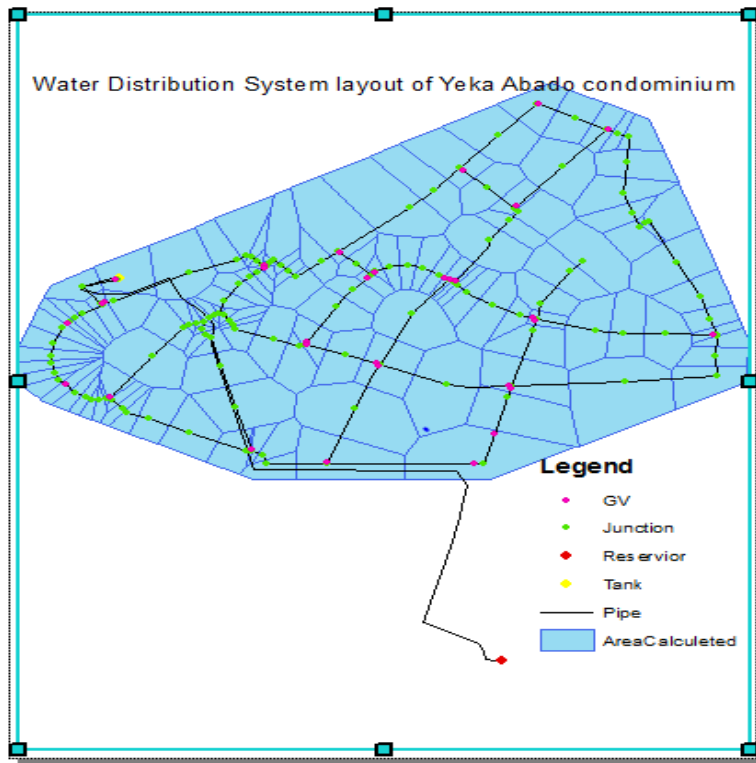 Water Distribution System layout of Yeka Abado condominium
Legend
GV
Junction
Reservior
Tank
Pipe
AreaCalculeted